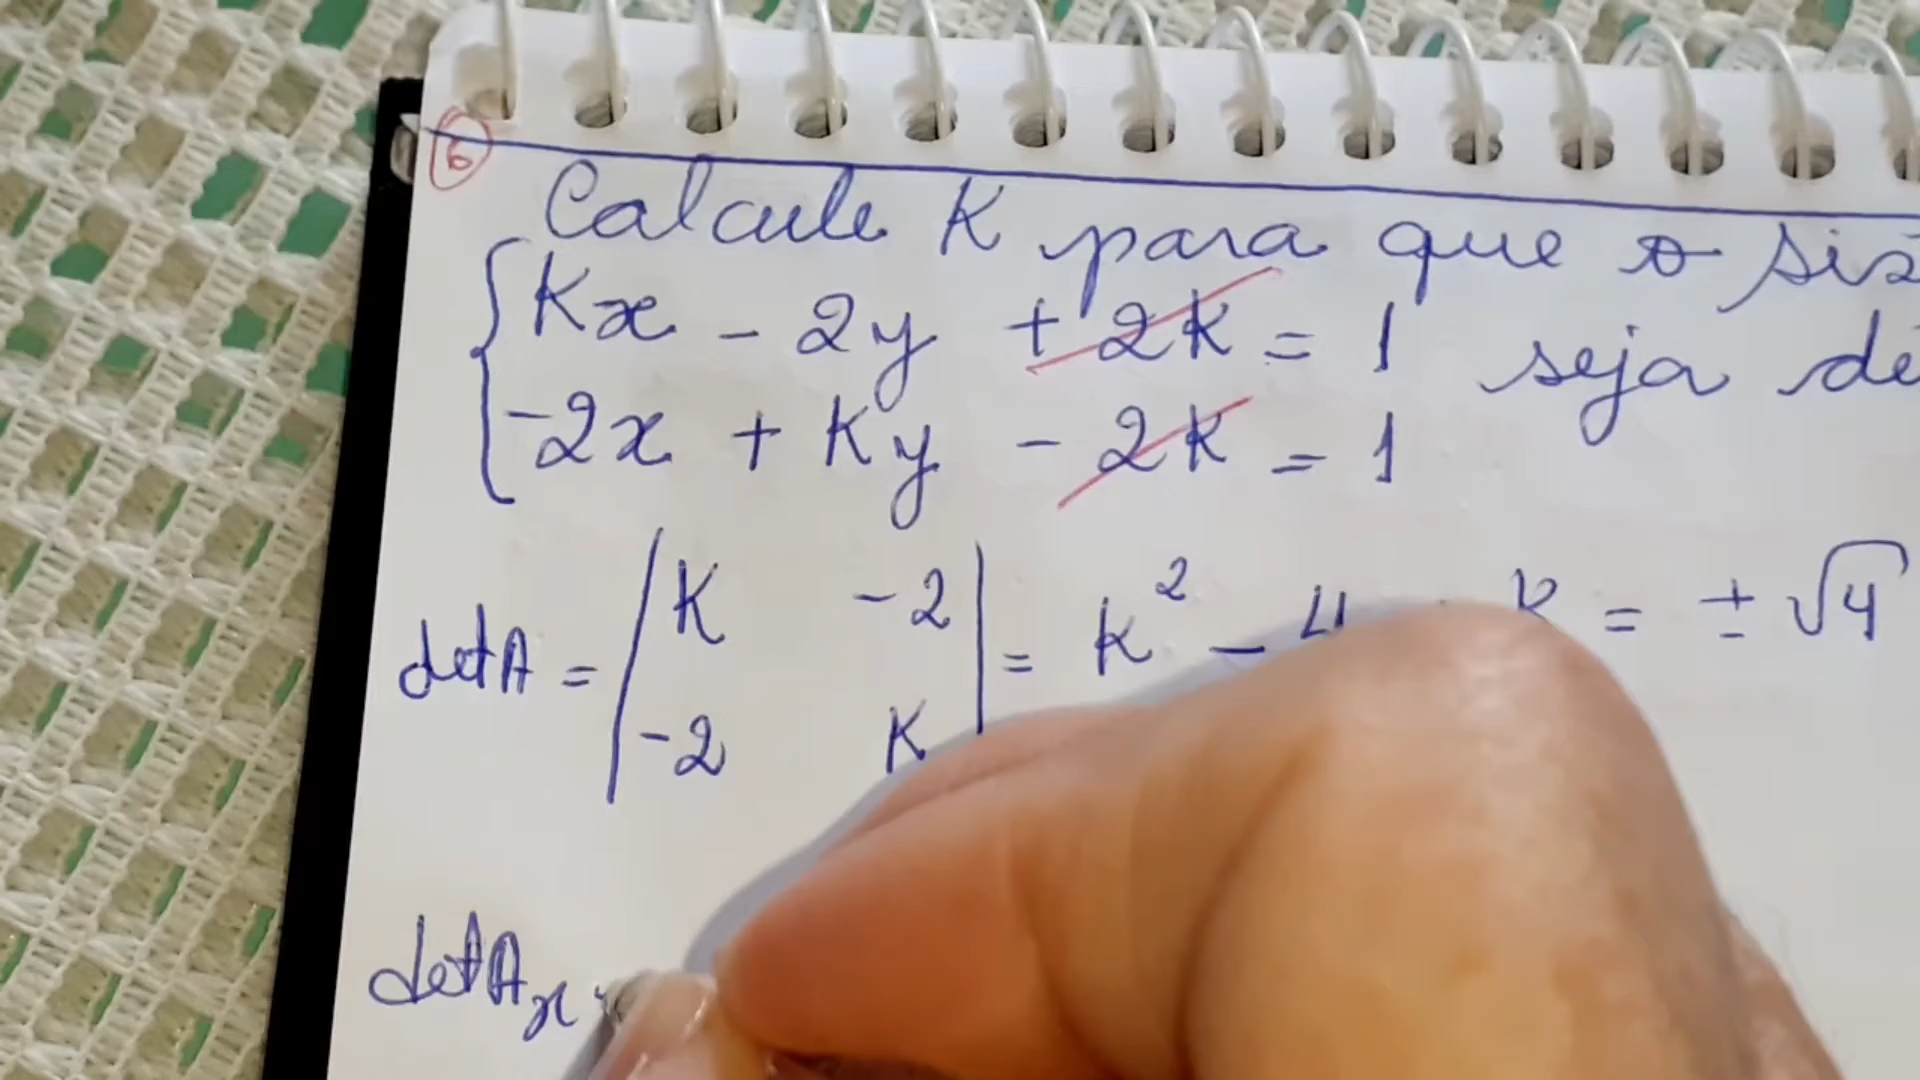 6
Calcule K para que o sis
Kx - 2y + 2K = 1 seja de
-2x + Ky - 2K = 1
detA = | K -2 | = K² - 4 K = ± √4
-2 K
detAx